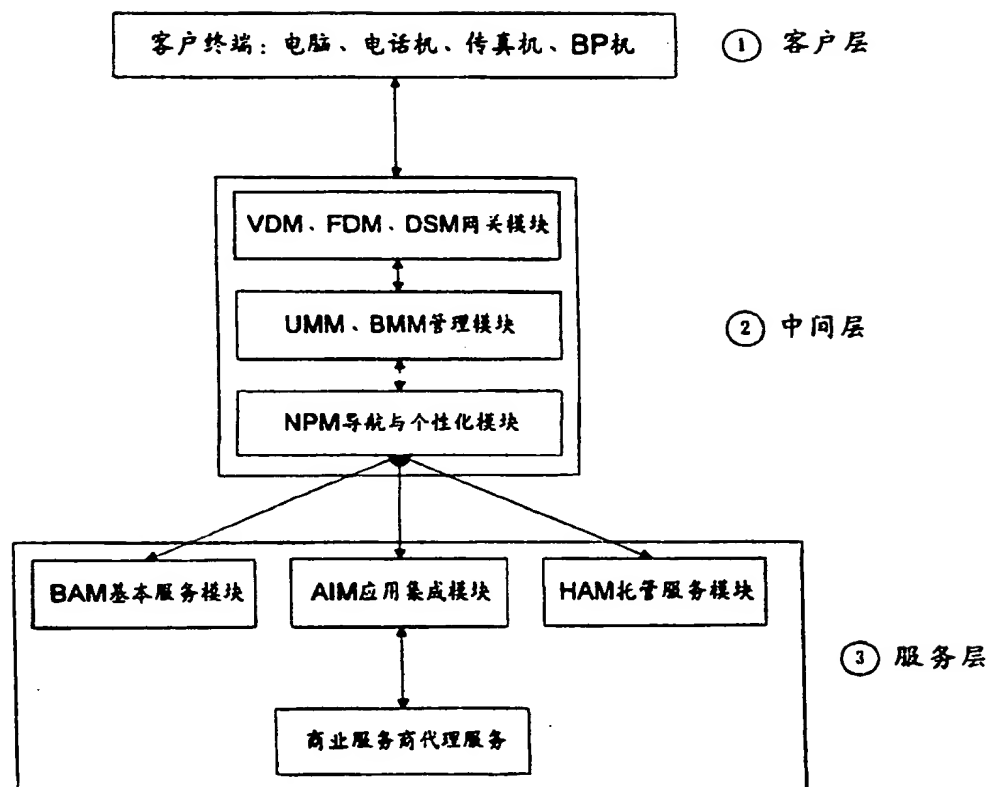 客户终端：电脑、电话机、传真机、BP机
① 客户层
VDM、FDM、DSM网关模块
UMM、BMM管理模块
② 中间层
NPM导航与个性化模块
BAM基本服务模块
AIM应用集成模块
HAM托管服务模块
③ 服务层
商业服务商代理服务